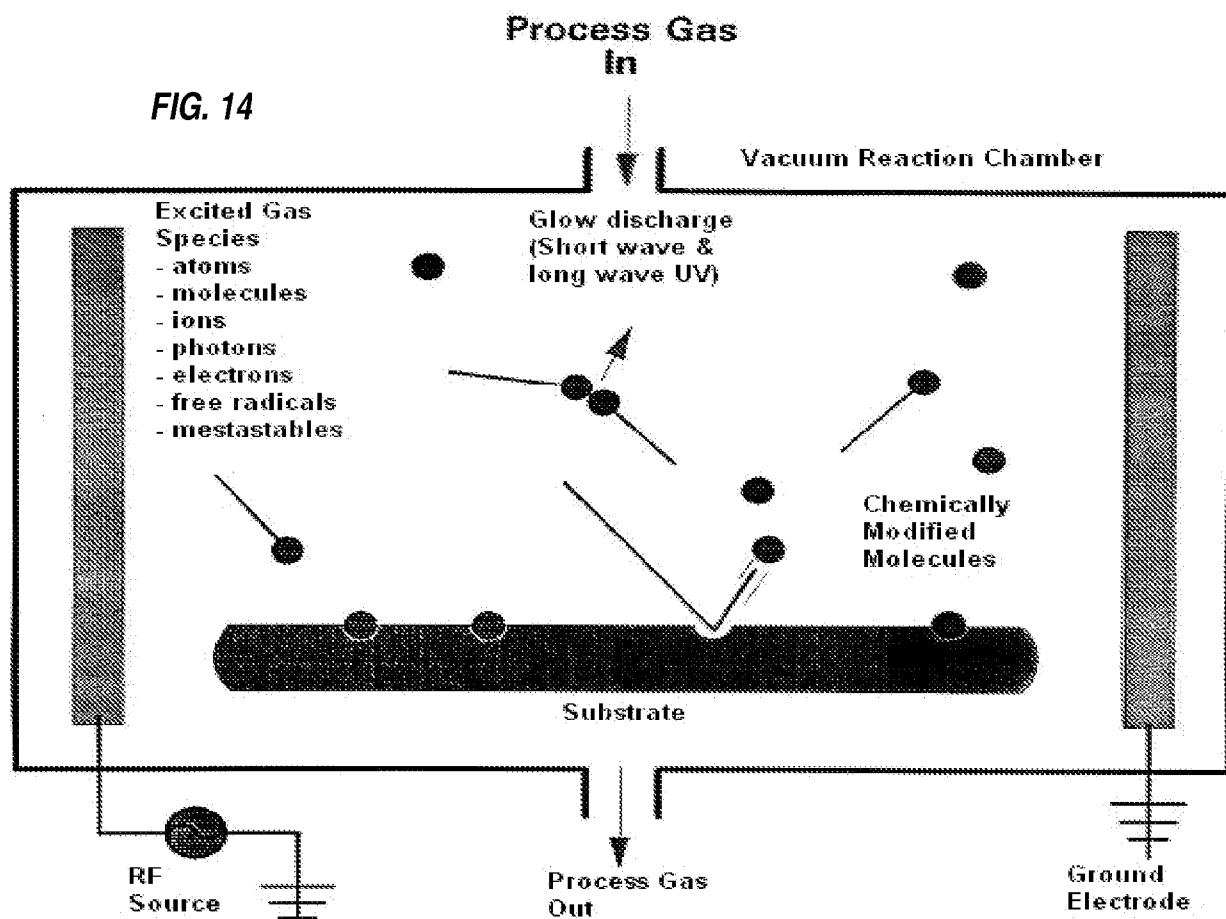 Process Gas
In
FIG. 14
Vacuum Reaction Chamber
Excited Gas
Species
- atoms
- molecules
- ions
- photons
- electrons
- free radicals
- mestastables
Glow discharge
(Short wave &
long wave UV)
Chemically
Modified
Molecules
Substrate
RF
Source
Process Gas
Out
Ground
Electrode